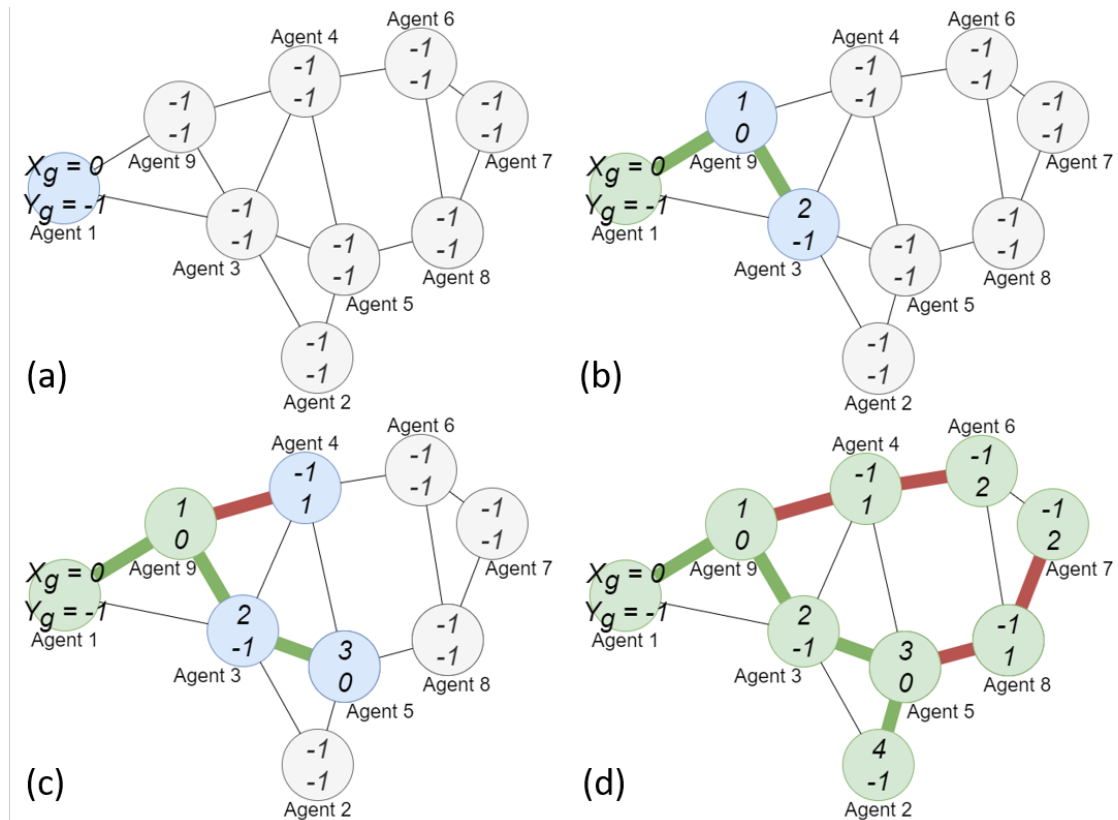 Agent 6
Agent 4
-1
-1
-1
-1
-1
-1
-1
-1
Agent 9
Agent 7
Xg = 0
Yg = -1
Agent 1
-1
-1
Agent 3
-1
-1
Agent 5
-1
-1
Agent 8
-1
-1
Agent 2
(a)
Agent 6
Agent 4
-1
-1
-1
-1
1
0
-1
-1
Agent 9
Agent 7
Xg = 0
Yg = -1
Agent 1
2
-1
Agent 3
-1
-1
Agent 5
-1
-1
Agent 8
-1
-1
Agent 2
(b)
Agent 6
Agent 4
-1
-1
-1
1
1
0
-1
-1
Agent 9
Agent 7
Xg = 0
Yg = -1
Agent 1
2
-1
Agent 3
3
0
Agent 5
-1
-1
Agent 8
-1
-1
Agent 2
(c)
Agent 6
Agent 4
-1
2
-1
1
1
0
-1
2
Agent 9
Agent 7
Xg = 0
Yg = -1
Agent 1
2
-1
Agent 3
3
0
Agent 5
-1
1
Agent 8
4
-1
Agent 2
(d)